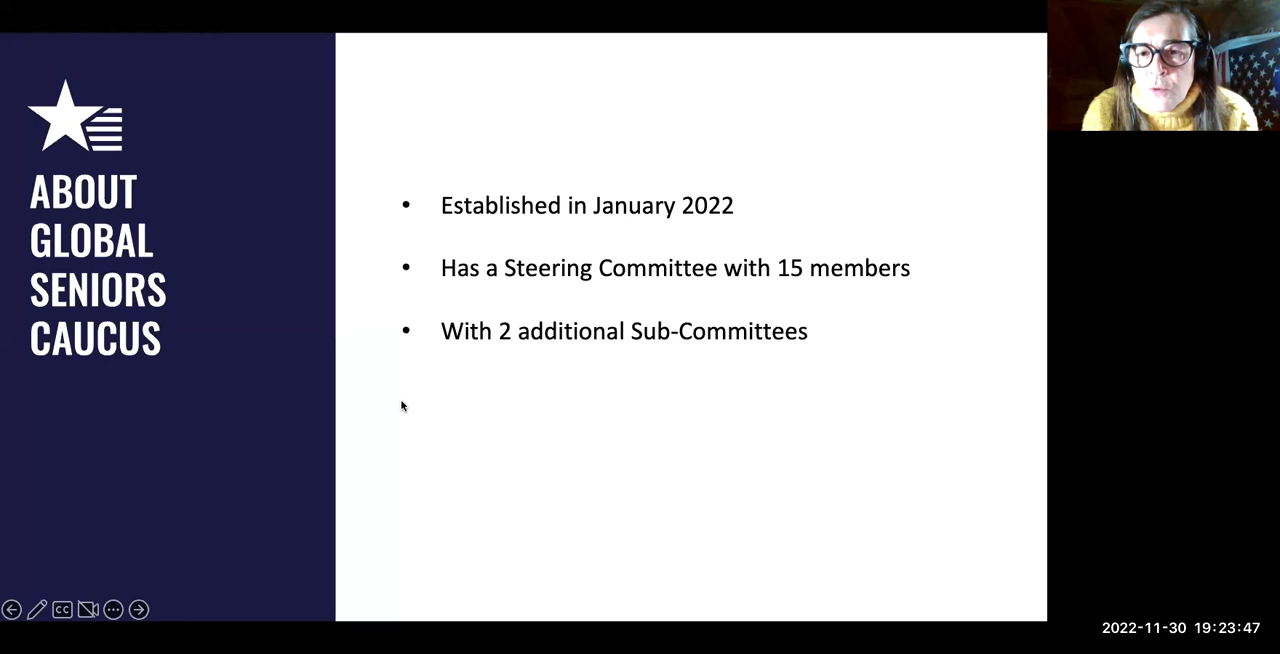 ABOUT
GLOBAL
SENIORS
CAUCUS
• Established in January 2022
• Has a Steering Committee with 15 members
• With 2 additional Sub-Committees
CC
2022-11-30 19:23:47